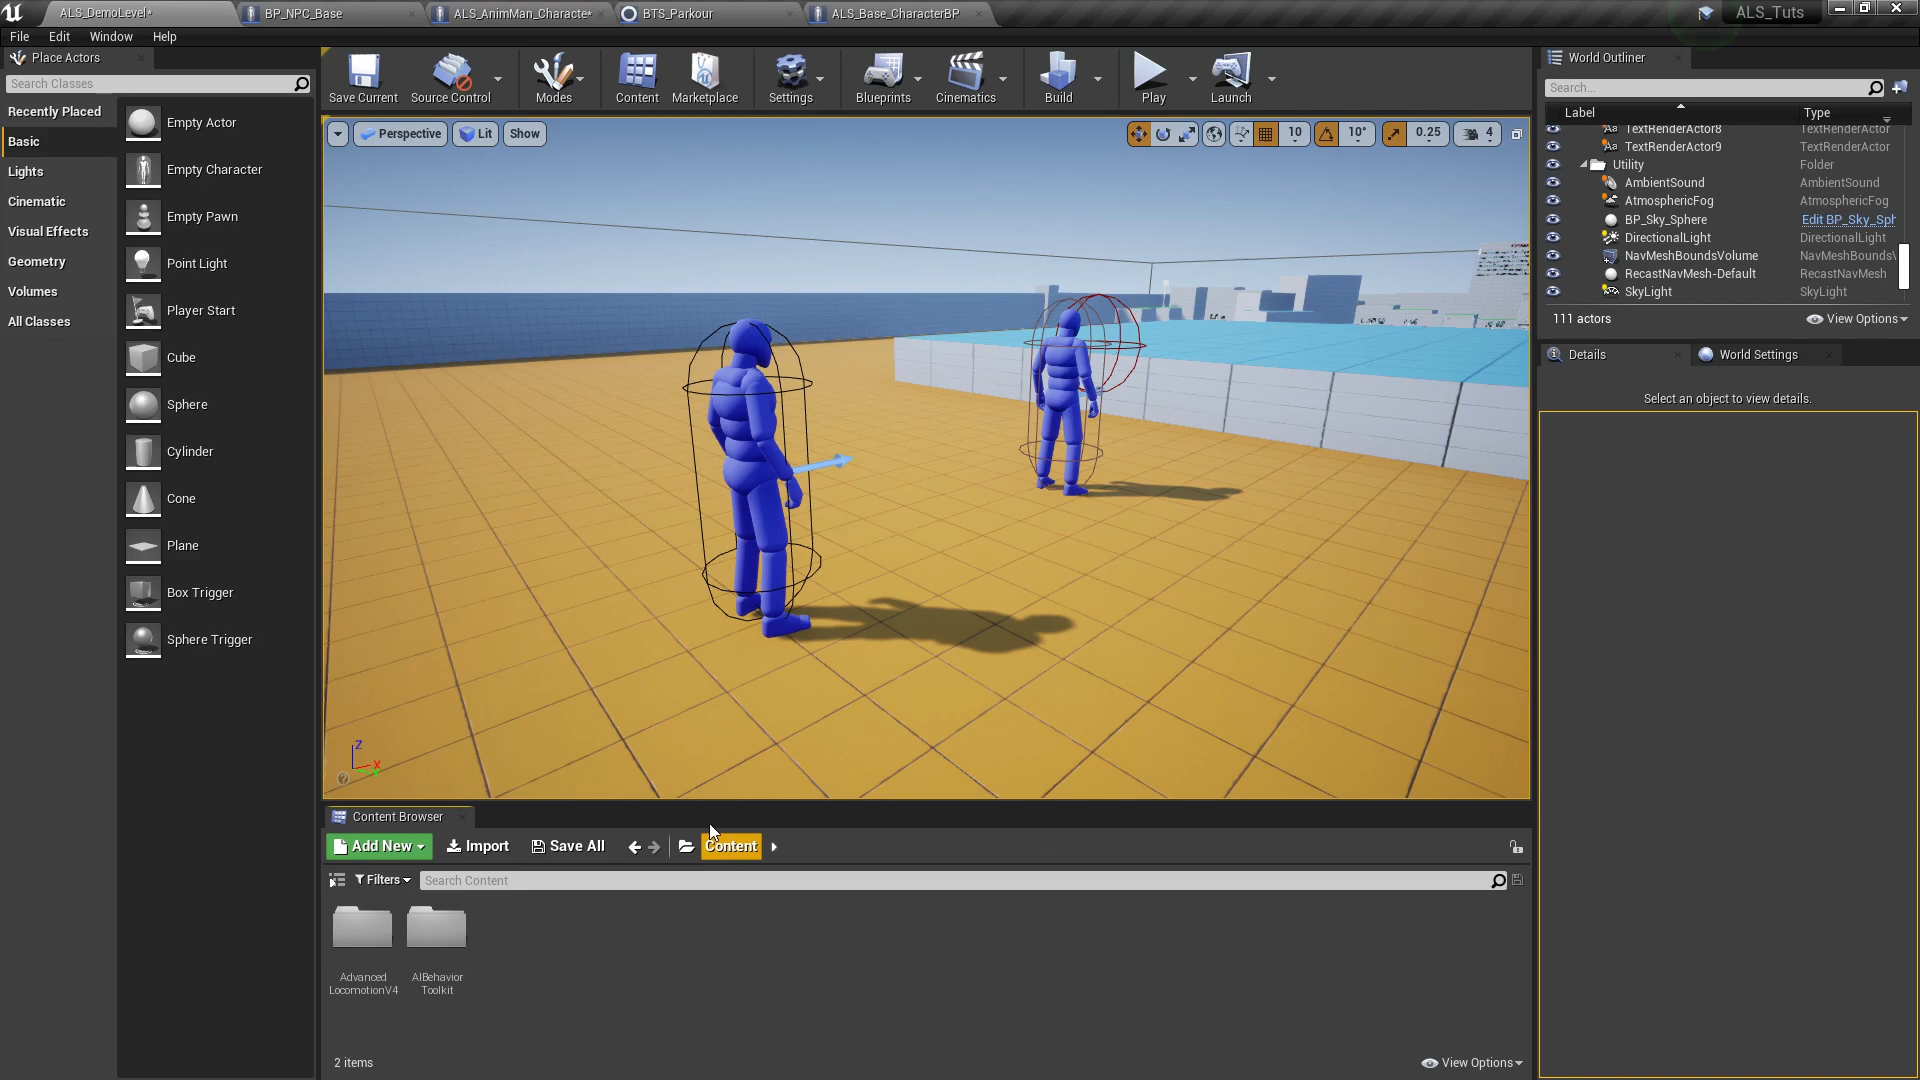 ALS_DemoLevel*
BP_NPC_Base
ALS_AnimMan_Characte*
BTS_Parkour
ALS_Base_CharacterBP
ALS_Tuts
File
Edit
Window
Help
Place Actors
Search Classes
Recently Placed
Basic
Lights
Cinematic
Visual Effects
Geometry
Volumes
All Classes
Empty Actor
Empty Character
Empty Pawn
Point Light
Player Start
Cube
Sphere
Cylinder
Cone
Plane
Box Trigger
Sphere Trigger
Save Current
Source Control
Modes
Content
Marketplace
Settings
Blueprints
Cinematics
Build
Play
Launch
Perspective
Lit
Show
10
10°
0.25
4
Z
X
World Outliner
Search...
Label
Type
TextRenderActor8
TextRenderActor
TextRenderActor9
TextRenderActor
Utility
Folder
AmbientSound
AmbientSound
AtmosphericFog
AtmosphericFog
BP_Sky_Sphere
Edit BP_Sky_Sph
DirectionalLight
DirectionalLight
NavMeshBoundsVolume
NavMeshBoundsV
RecastNavMesh-Default
RecastNavMesh
SkyLight
SkyLight
111 actors
View Options
Details
World Settings
Select an object to view details.
Content Browser
Add New
Import
Save All
Content
Filters
Search Content
Advanced
LocomotionV4
AIBehavior
Toolkit
2 items
View Options